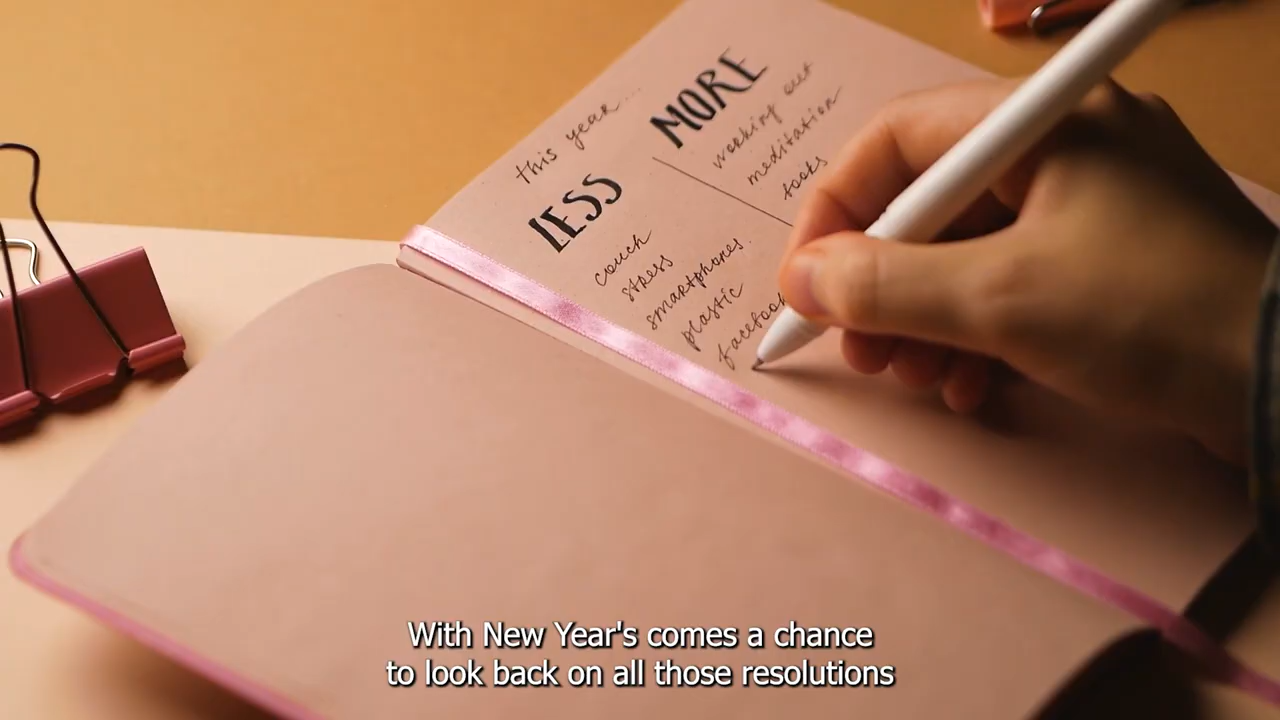 this year...
LESS
couch
stress
smartphones
plastic
facebook
MORE
working out
meditation
books
With New Year's comes a chance
to look back on all those resolutions